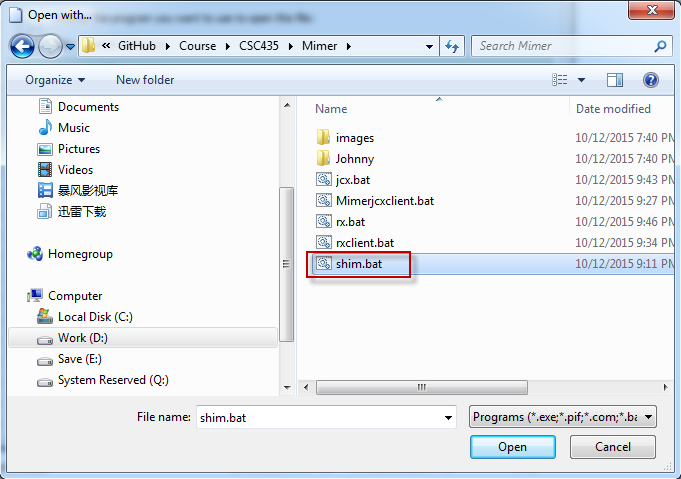 Open with...
« GitHub ▸ Course ▸ CSC435 ▸ Mimer ▸
Search Mimer
Organize
New folder
Documents
Music
Pictures
Videos
暴风影视库
迅雷下载
Homegroup
Computer
Local Disk (C:)
Work (D:)
Save (E:)
System Reserved (Q:)
Name Date modified
images 10/12/2015 7:40 PM
Johnny 10/12/2015 7:40 PM
jcx.bat 10/12/2015 9:43 PM
Mimerjcxclient.bat 10/12/2015 9:27 PM
rx.bat 10/12/2015 9:46 PM
rxclient.bat 10/12/2015 9:34 PM
shim.bat 10/12/2015 9:11 PM
File name: shim.bat
Programs (*.exe;*.pif;*.com;*.ba
Open Cancel